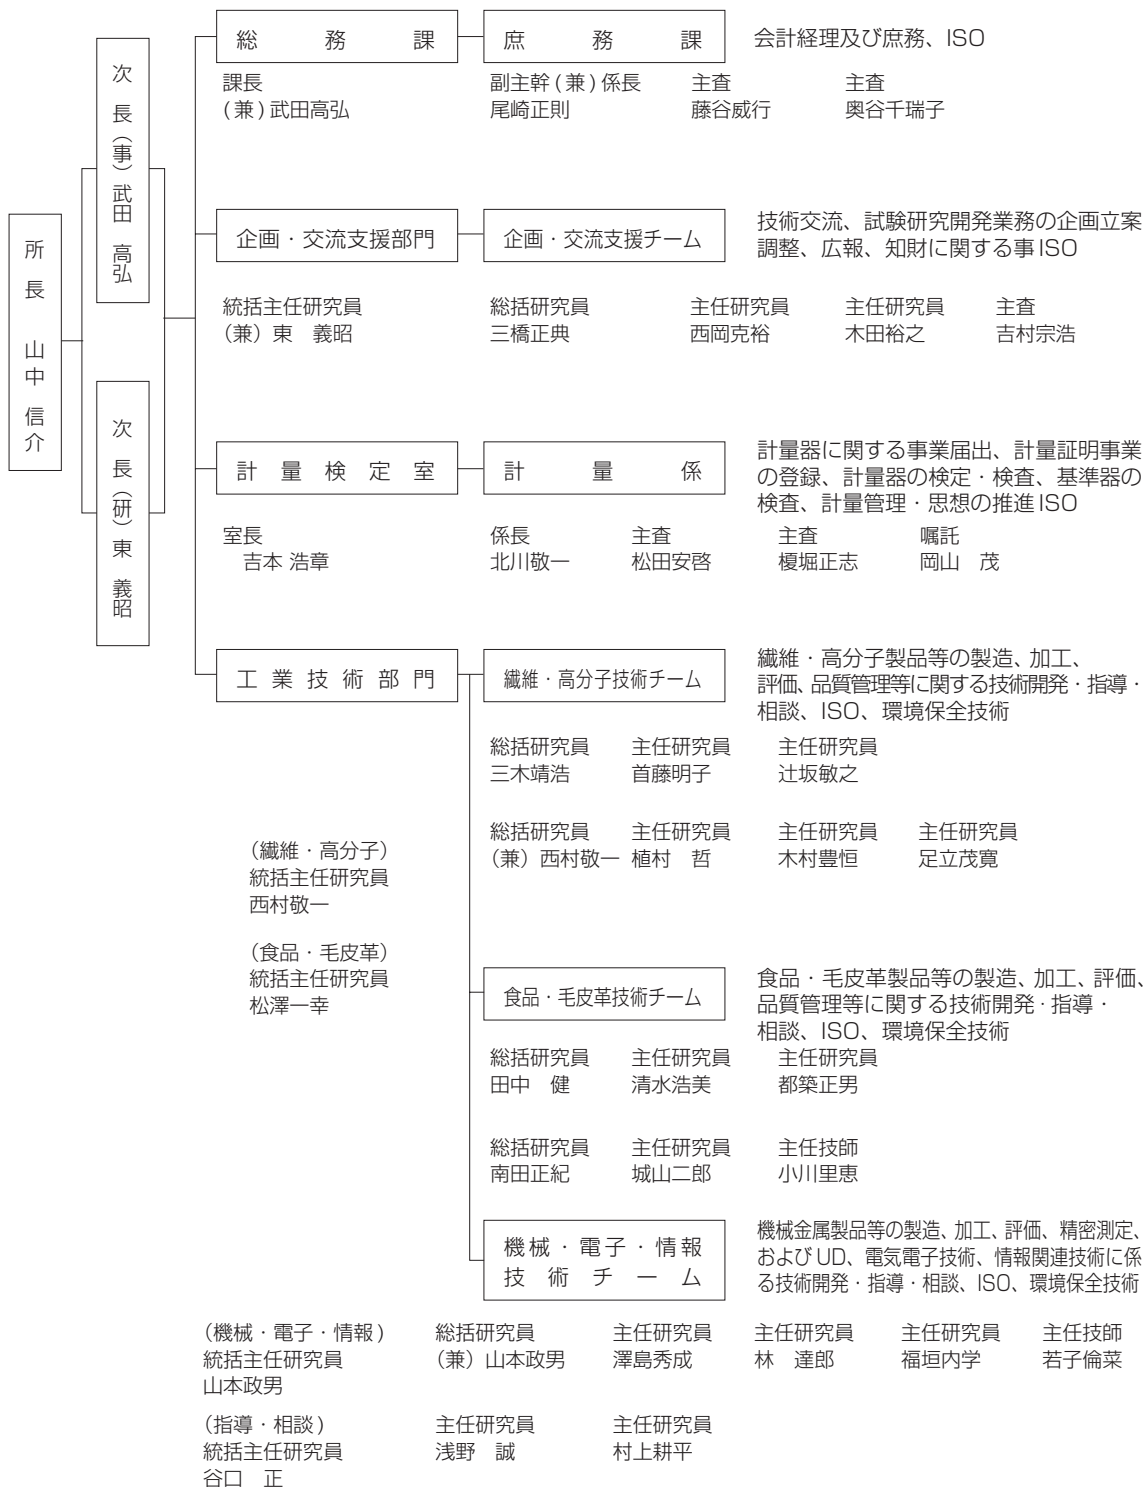 所長 山中信介
次長(事)武田 高弘
次長(研)東 義昭
総務課
庶務課
会計経理及び庶務、ISO
課長
(兼)武田高弘
副主幹(兼)係長
尾崎正則
主査
藤谷威行
主査
奥谷千瑞子
企画・交流支援部門
企画・交流支援チーム
技術交流、試験研究開発業務の企画立案
調整、広報、知財に関する事ISO
統括主任研究員
(兼)東 義昭
総括研究員
三橋正典
主任研究員
西岡克裕
主任研究員
木田裕之
主査
吉村宗浩
計量検定室
計量係
計量器に関する事業届出、計量証明事業
の登録、計量器の検定・検査、基準器の
検査、計量管理・思想の推進ISO
室長
吉本 浩章
係長
北川敬一
主査
松田安啓
主査
榎堀正志
嘱託
岡山 茂
工業技術部門
繊維・高分子技術チーム
繊維・高分子製品等の製造、加工、
評価、品質管理等に関する技術開発・指導・
相談、ISO、環境保全技術
総括研究員
三木靖浩
主任研究員
首藤明子
主任研究員
辻坂敏之
総括研究員
(兼)西村敬一
主任研究員
植村 哲
主任研究員
木村豊恒
主任研究員
足立茂寛
(繊維・高分子)
統括主任研究員
西村敬一
(食品・毛皮革)
統括主任研究員
松澤一幸
食品・毛皮革技術チーム
食品・毛皮革製品等の製造、加工、評価、
品質管理等に関する技術開発・指導・
相談、ISO、環境保全技術
総括研究員
田中 健
主任研究員
清水浩美
主任研究員
都築正男
総括研究員
南田正紀
主任研究員
城山二郎
主任技師
小川里恵
機械・電子・情報
技術チーム
機械金属製品等の製造、加工、評価、精密測定、
およびUD、電気電子技術、情報関連技術に係
る技術開発・指導・相談、ISO、環境保全技術
(機械・電子・情報)
統括主任研究員
山本政男
総括研究員
(兼)山本政男
主任研究員
澤島秀成
主任研究員
林 達郎
主任研究員
福垣内学
主任技師
若子倫菜
(指導・相談)
統括主任研究員
谷口 正
主任研究員
浅野 誠
主任研究員
村上耕平